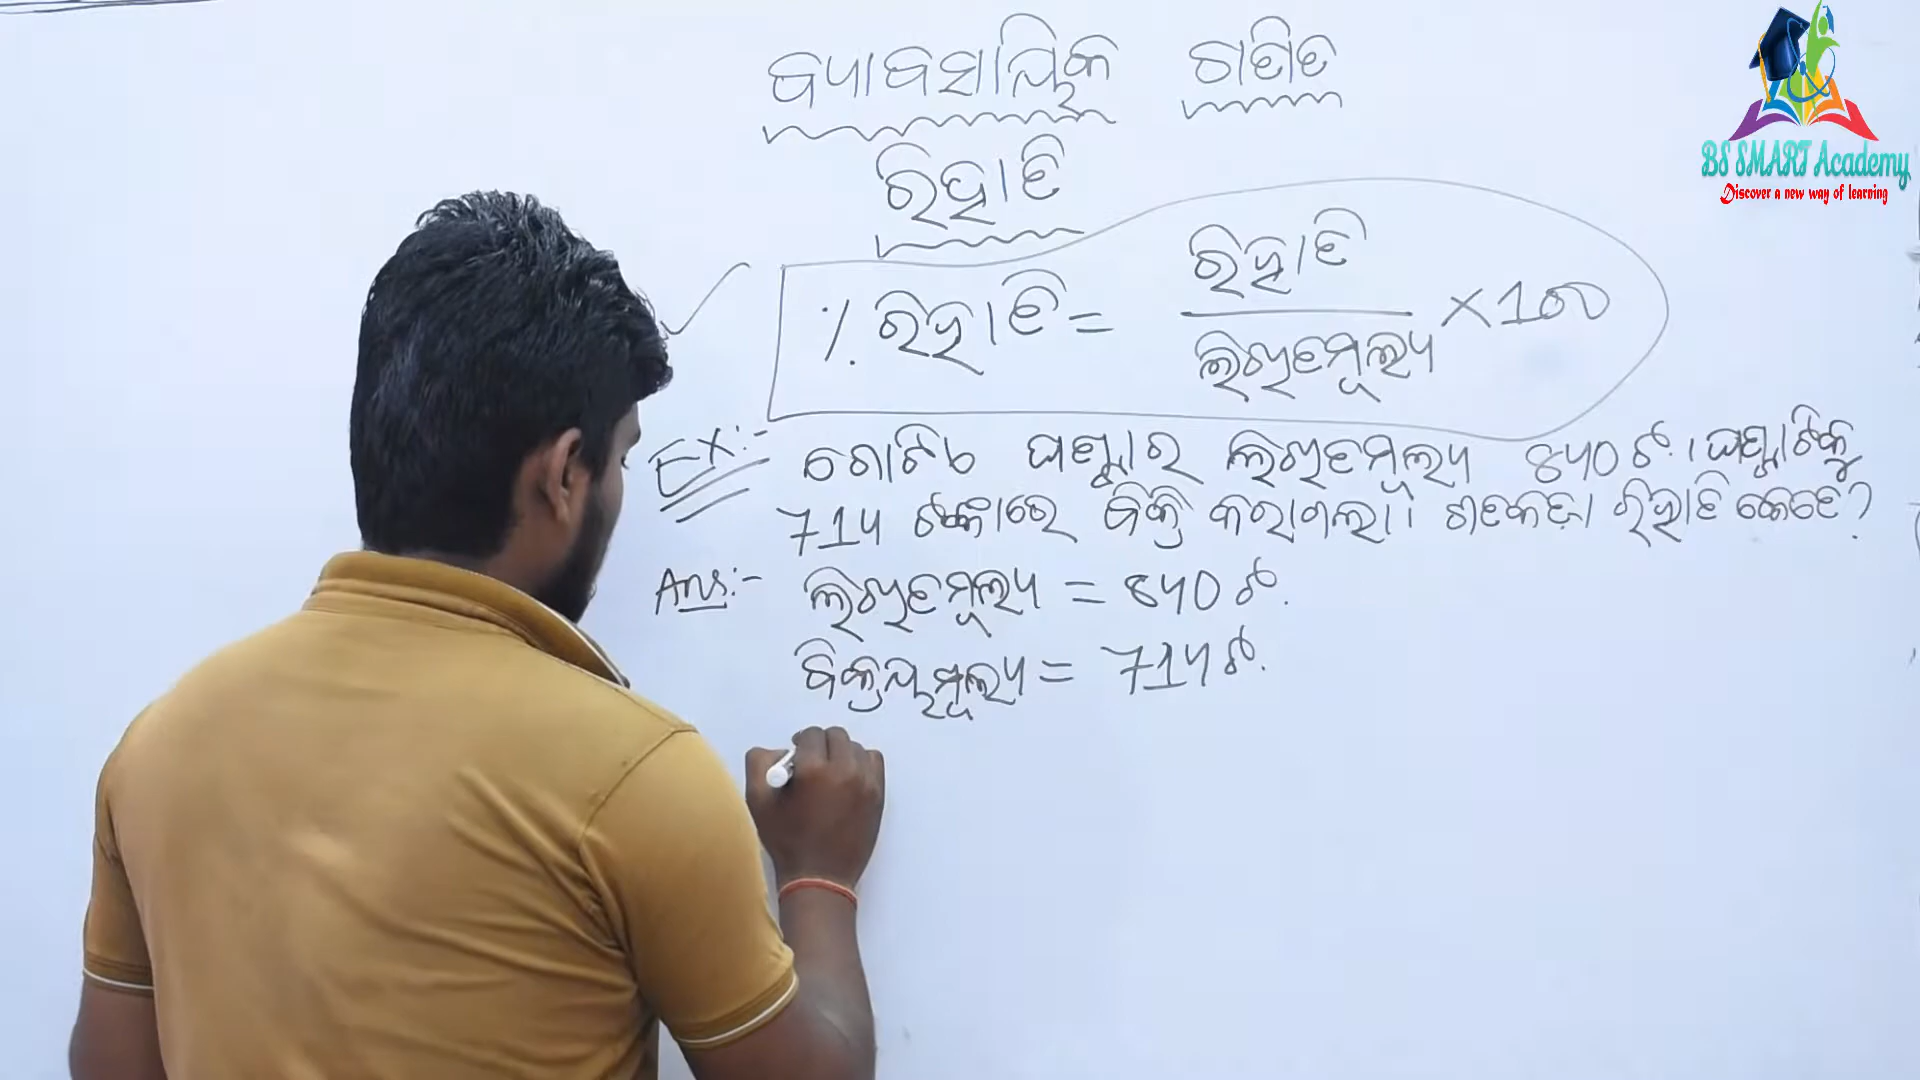 ବ୍ୟାବସାୟିକ ଗଣିତ
ରିହାତି
% ରିହାତି = ରିହାତି / ଲିଖିତମୂଲ୍ୟ × 100
Ex:- ଗୋଟିଏ ଘଣ୍ଟାର ଲିଖିତମୂଲ୍ୟ 840 ଟ. । ଘଣ୍ଟାଟିକୁ
714 ଟଙ୍କାରେ ବିକ୍ରି କରାଗଲା। ଶତକଡ଼ା ରିହାତି କେତେ?
Ans:- ଲିଖିତମୂଲ୍ୟ = 840 ଟ.
ବିକ୍ରୟମୂଲ୍ୟ = 714 ଟ.
BS SMART Academy
Discover a new way of learning